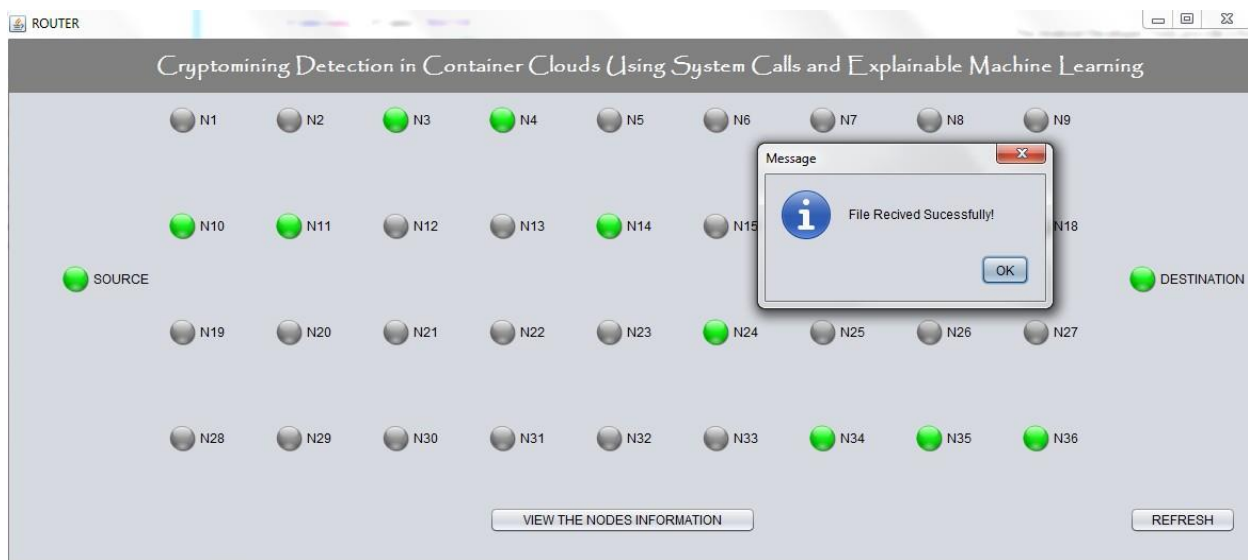 ROUTER
Cryptomining Detection in Container Clouds Using System Calls and Explainable Machine Learning
N1 N2 N3 N4 N5 N6 N7 N8 N9
Message
File Recived Sucessfully!
OK
N10 N11 N12 N13 N14 N15 N18
SOURCE DESTINATION
N19 N20 N21 N22 N23 N24 N25 N26 N27
N28 N29 N30 N31 N32 N33 N34 N35 N36
VIEW THE NODES INFORMATION REFRESH